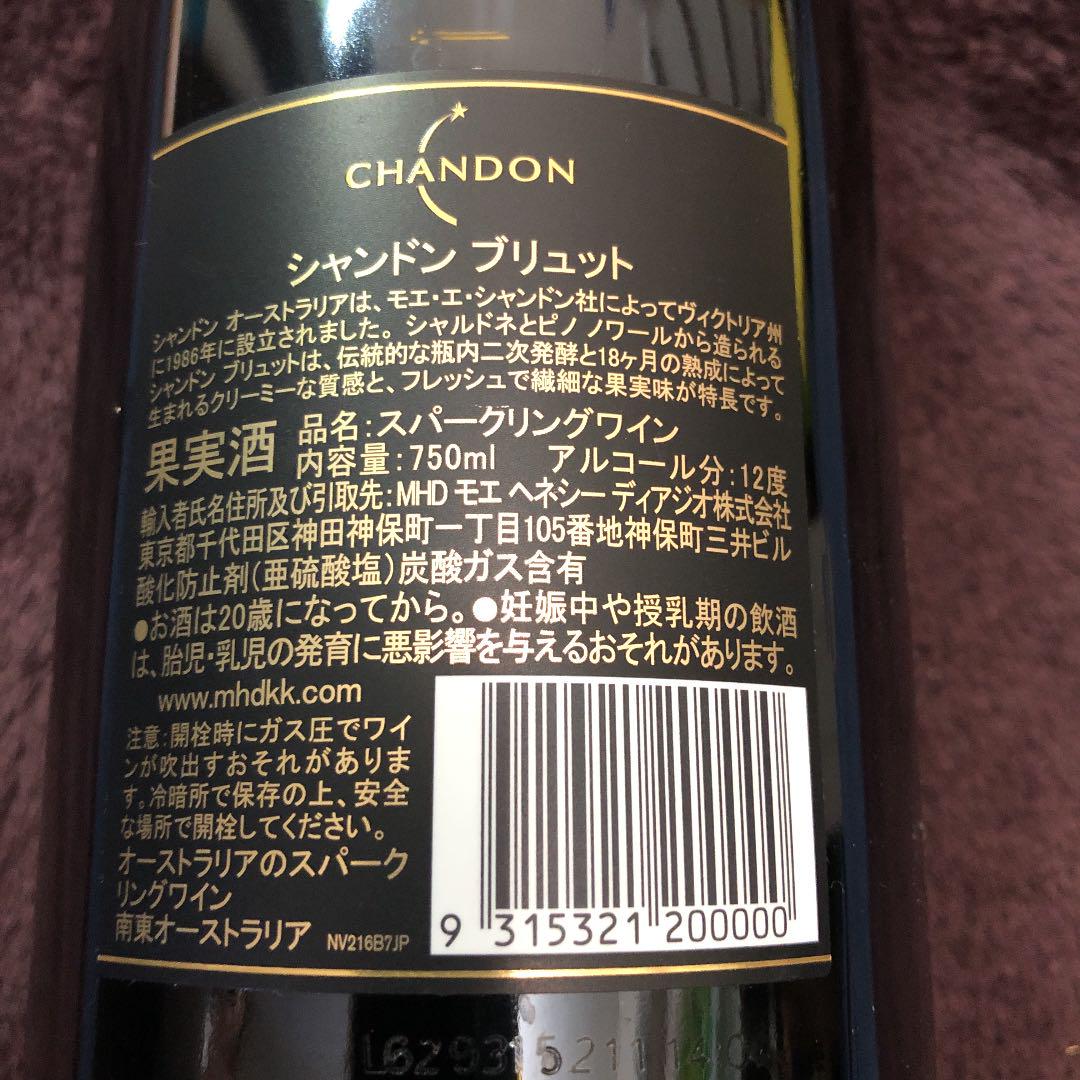 CHANDON
シャンドン ブリュット
シャンドン オーストラリアは、モエ・エ・シャンドン社によってヴィクトリア州
に1986年に設立されました。シャルドネとピノ ノワールから造られる
シャンドン ブリュットは、伝統的な瓶内二次発酵と18ヶ月の熟成によって
生まれるクリーミーな質感と、フレッシュで繊細な果実味が特長です。
果実酒 品名:スパークリングワイン
内容量:750ml アルコール分:12度
輸入者氏名住所及び引取先:MHD モエ ヘネシー ディアジオ株式会社
東京都千代田区神田神保町一丁目105番地神保町三井ビル
酸化防止剤(亜硫酸塩)炭酸ガス含有
●お酒は20歳になってから。●妊娠中や授乳期の飲酒
は、胎児・乳児の発育に悪影響を与えるおそれがあります。
www.mhdkk.com
注意:開栓時にガス圧でワイ
ンが吹出すおそれがありま
す。冷暗所で保存の上、安全
な場所で開栓してください。
オーストラリアのスパーク
リングワイン
南東オーストラリア NV216B7JP
9 315321 200000